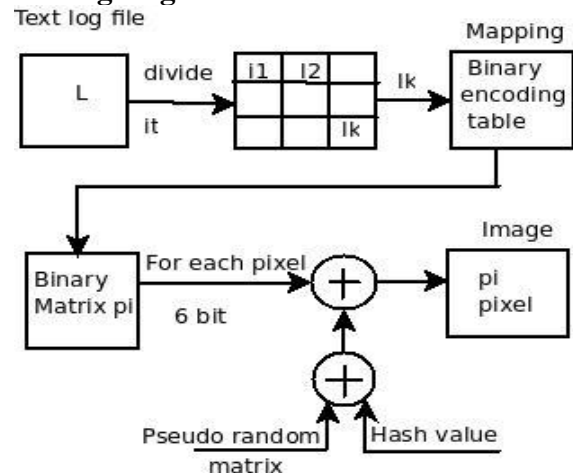 Text log file
L
divide
it
i1 I2
Ik
Ik
Mapping
Binary
encoding
table
Binary
Matrix pi
For each pixel
6 bit
+
+
Image
pi
pixel
Pseudo random
matrix
Hash value